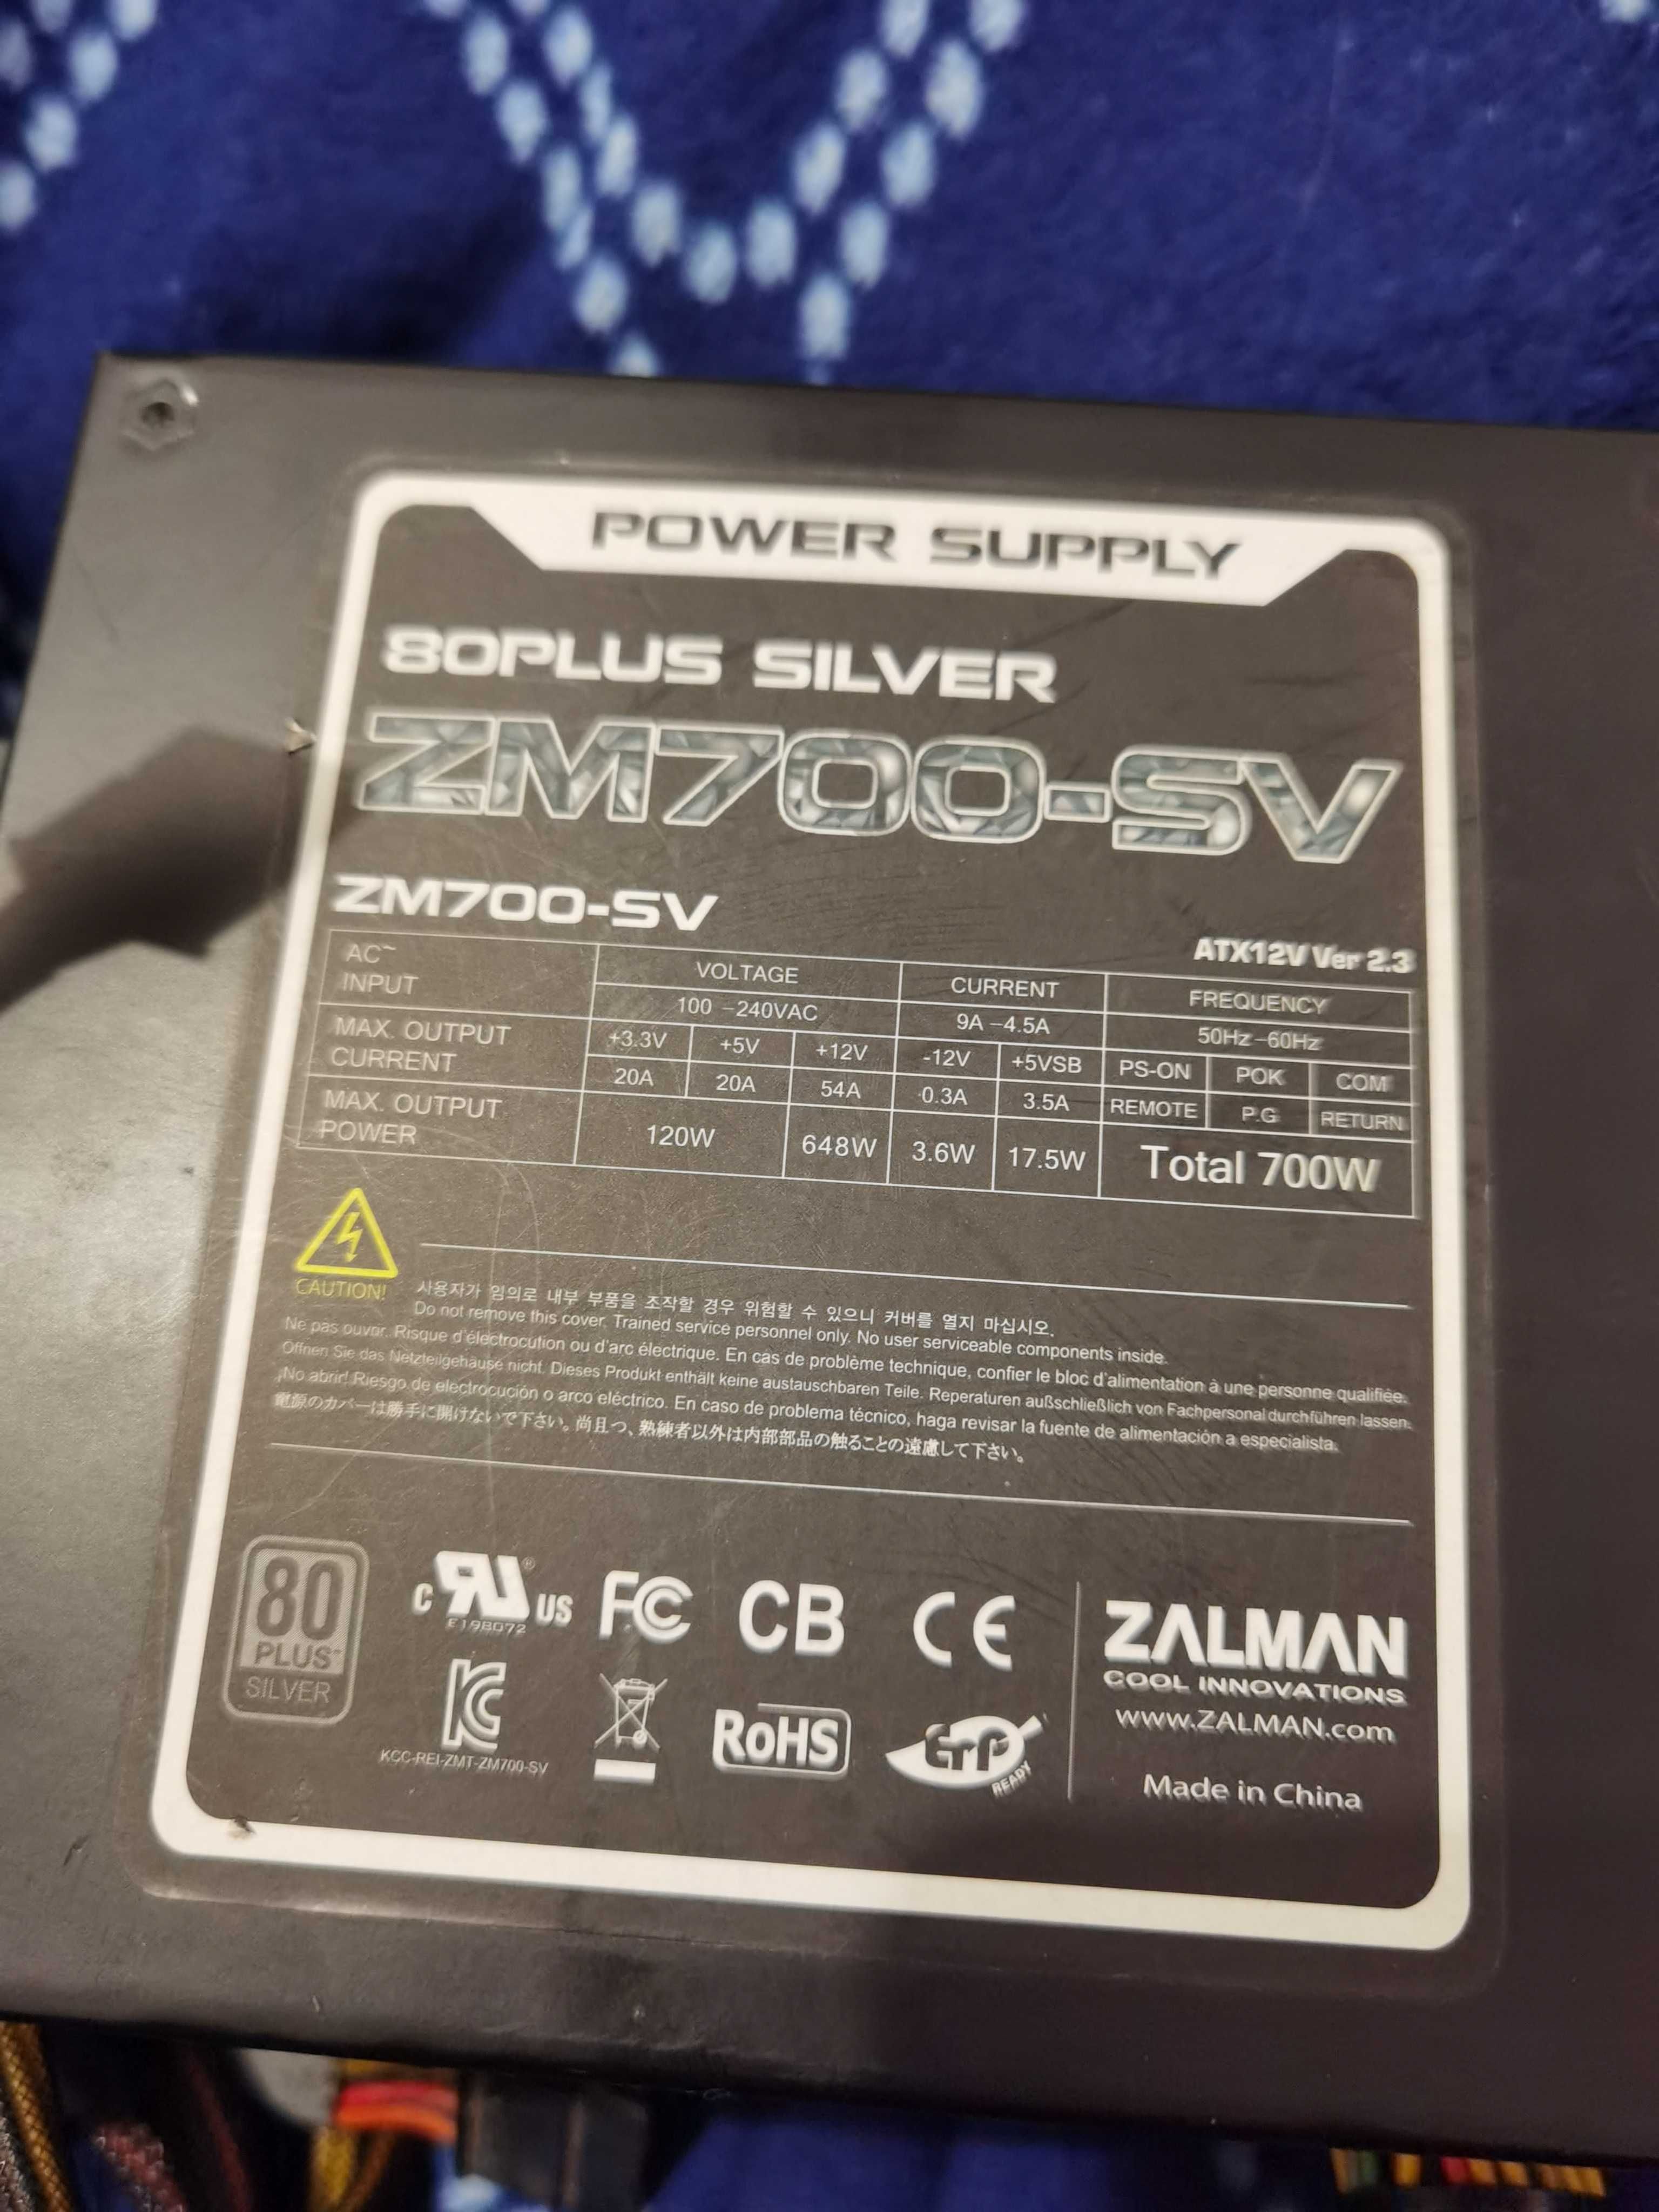 POWER SUPPLY
80PLUS SILVER
ZM700-SV
ZM700-SV
ATX12V Ver 2.3
AC~ INPUT VOLTAGE CURRENT FREQUENCY
100 -240VAC 9A -4.5A 50Hz -60Hz
MAX. OUTPUT CURRENT +3.3V +5V +12V -12V +5VSB PS-ON POK COM
20A 20A 54A 0.3A 3.5A REMOTE P.G RETURN
MAX. OUTPUT POWER 120W 648W 3.6W 17.5W Total 700W
CAUTION!
사용자가 임의로 내부 부품을 조작할 경우 위험할 수 있으니 커버를 열지 마십시오.
Do not remove this cover. Trained service personnel only. No user serviceable components inside.
Ne pas ouvor. Risque d'électrocution ou d'arc électrique. En cas de problème technique, confier le bloc d'alimentation à une personne qualifiée.
Öffnen Sie das Netzteilgehäuse nicht. Dieses Produkt enthält keine austauschbaren Teile. Reperaturen außschließlich von Fachpersonal durchführen lassen.
¡No abrir! Riesgo de electrocución o arco eléctrico. En caso de problema técnico, haga revisar la fuente de alimentación a especialista.
電源のカバーは勝手に開けないで下さい。尚且つ、熟練者以外は内部部品の触ることの遠慮して下さい。
80 PLUS SILVER
c RU ® US
E198072
FC
CB
CE
ZALMAN
COOL INNOVATIONS
www.ZALMAN.com
KC
KCC-REI-ZMT-ZM700-SV
RoHS
ErP
READY
Made in China